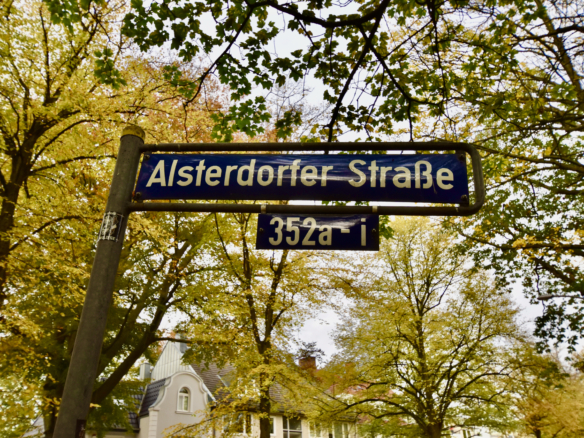 Alsterdorfer Straße
352a - i